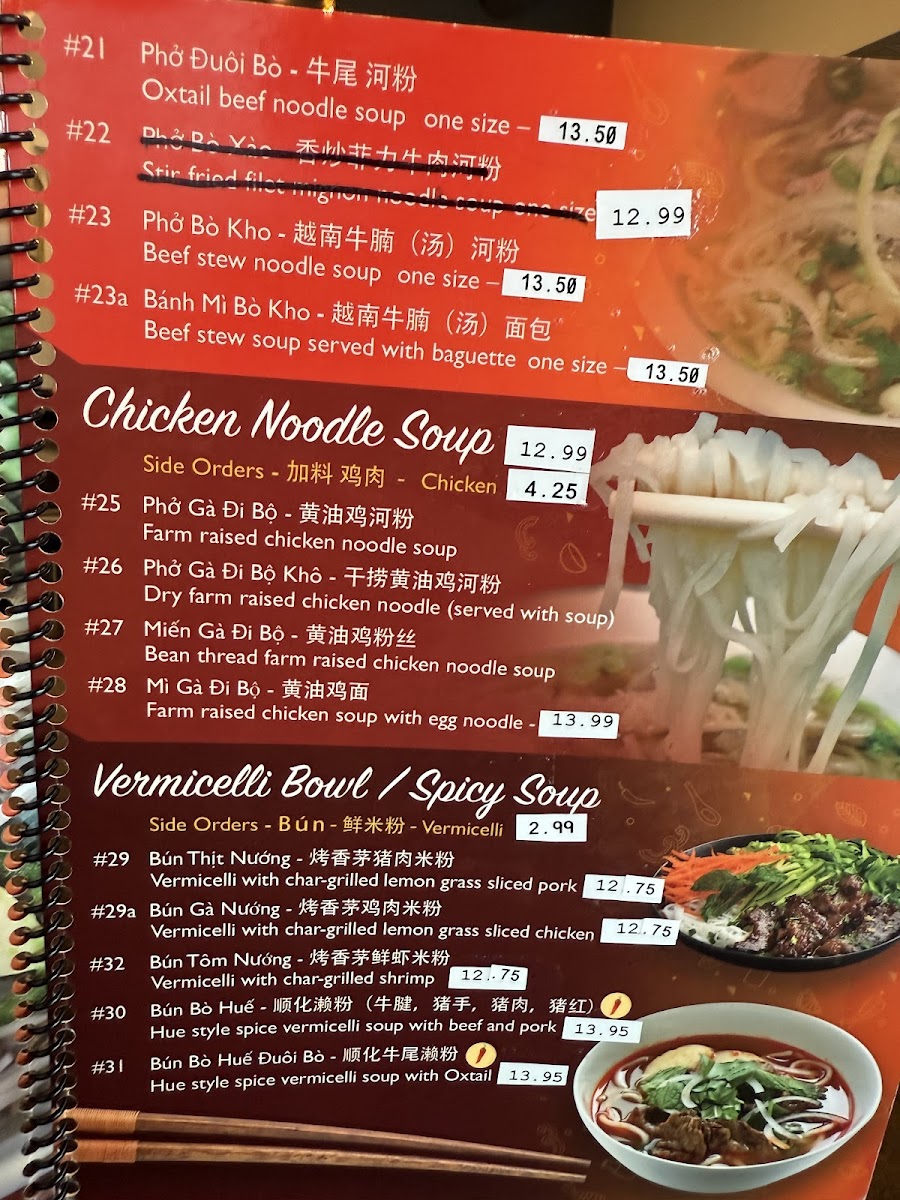 #21 Phở Đuôi Bò - 牛尾 河粉
Oxtail beef noodle soup one size – 13.50
#22 Phở Bò Xào - 香炒菲力牛肉河粉
Stir fried filet mignon noodle soup one size 12.99
#23 Phở Bò Kho - 越南牛腩（汤）河粉
Beef stew noodle soup one size – 13.50
#23a Bánh Mì Bò Kho - 越南牛腩（汤）面包
Beef stew soup served with baguette one size – 13.50
Chicken Noodle Soup 12.99
Side Orders - 加料 鸡肉 - Chicken 4.25
#25 Phở Gà Đi Bộ - 黄油鸡河粉
Farm raised chicken noodle soup
#26 Phở Gà Đi Bộ Khô - 干捞黄油鸡河粉
Dry farm raised chicken noodle (served with soup)
#27 Miến Gà Đi Bộ - 黄油鸡粉丝
Bean thread farm raised chicken noodle soup
#28 Mì Gà Đi Bộ - 黄油鸡面
Farm raised chicken soup with egg noodle - 13.99
Vermicelli Bowl / Spicy Soup
Side Orders - Bún - 鲜米粉 - Vermicelli 2.99
#29 Bún Thịt Nướng - 烤香茅猪肉米粉
Vermicelli with char-grilled lemon grass sliced pork 12.75
#29a Bún Gà Nướng - 烤香茅鸡肉米粉
Vermicelli with char-grilled lemon grass sliced chicken 12.75
#32 Bún Tôm Nướng - 烤香茅鲜虾米粉
Vermicelli with char-grilled shrimp 12.75
#30 Bún Bò Huế - 顺化濑粉（牛腱，猪手，猪肉，猪红）
Hue style spice vermicelli soup with beef and pork 13.95
#31 Bún Bò Huế Đuôi Bò - 顺化牛尾濑粉
Hue style spice vermicelli soup with Oxtail 13.95